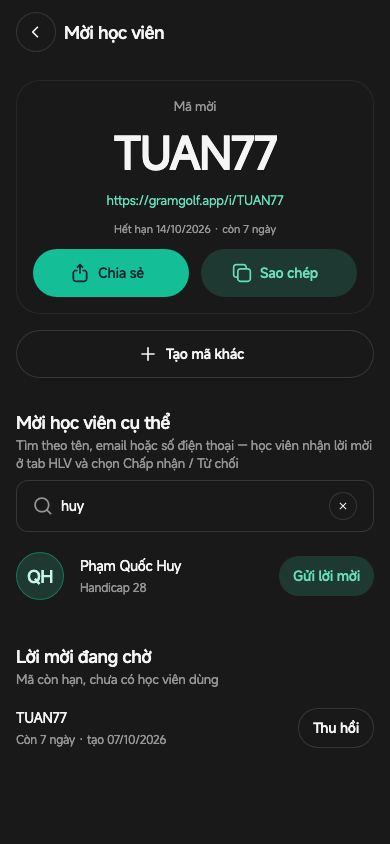 Mời học viên
Mã mời
TUAN77
https://gramgolf.app/i/TUAN77
Hết hạn 14/10/2026 · còn 7 ngày
Chia sẻ
Sao chép
Tạo mã khác
Mời học viên cụ thể
Tìm theo tên, email hoặc số điện thoại — học viên nhận lời mời
ở tab HLV và chọn Chấp nhận / Từ chối
huy
QH
Phạm Quốc Huy
Handicap 28
Gửi lời mời
Lời mời đang chờ
Mã còn hạn, chưa có học viên dùng
TUAN77
Còn 7 ngày · tạo 07/10/2026
Thu hồi